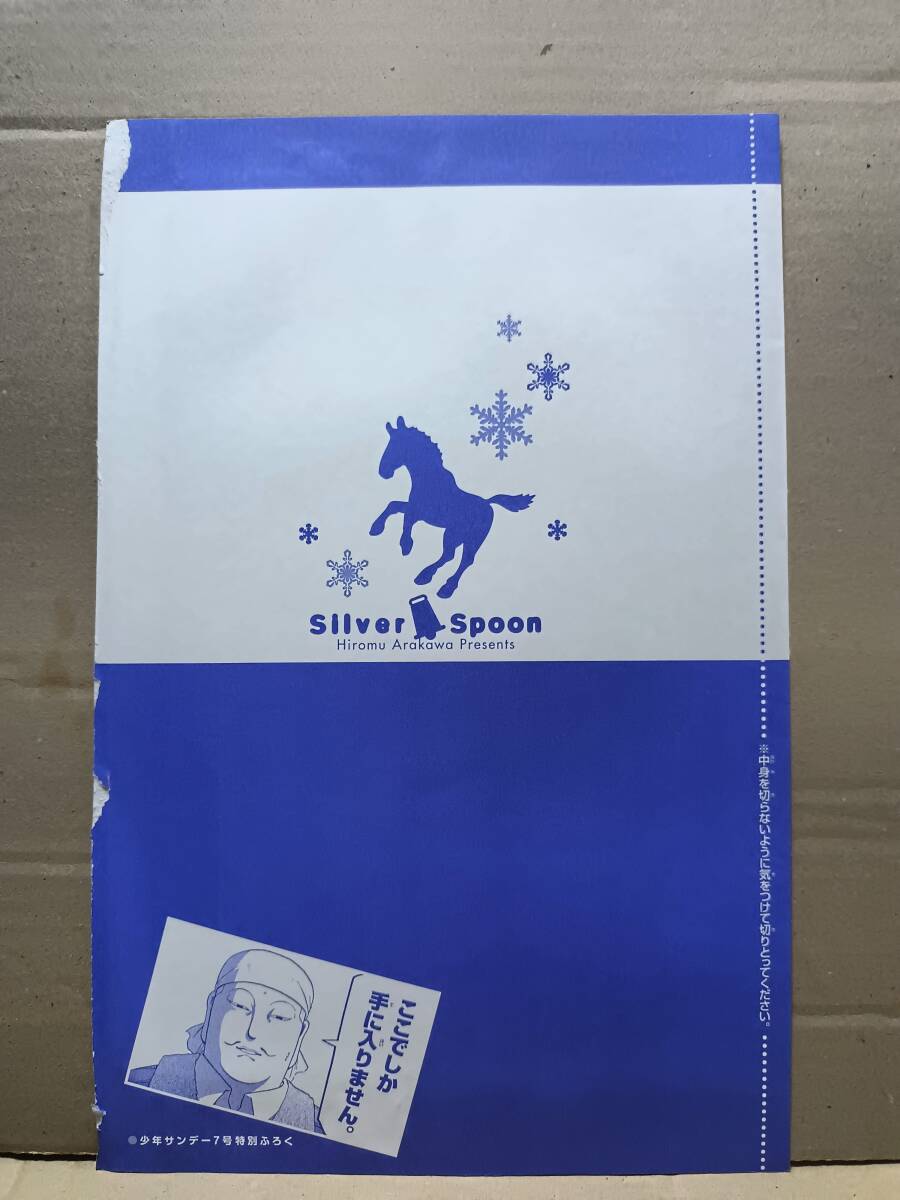 Silver Spoon
Hiromu Arakawa Presents
※中身を切らないように気をつけて切りとってください。
ここでしか
手に入りません。
●少年サンデー7号特別ふろく